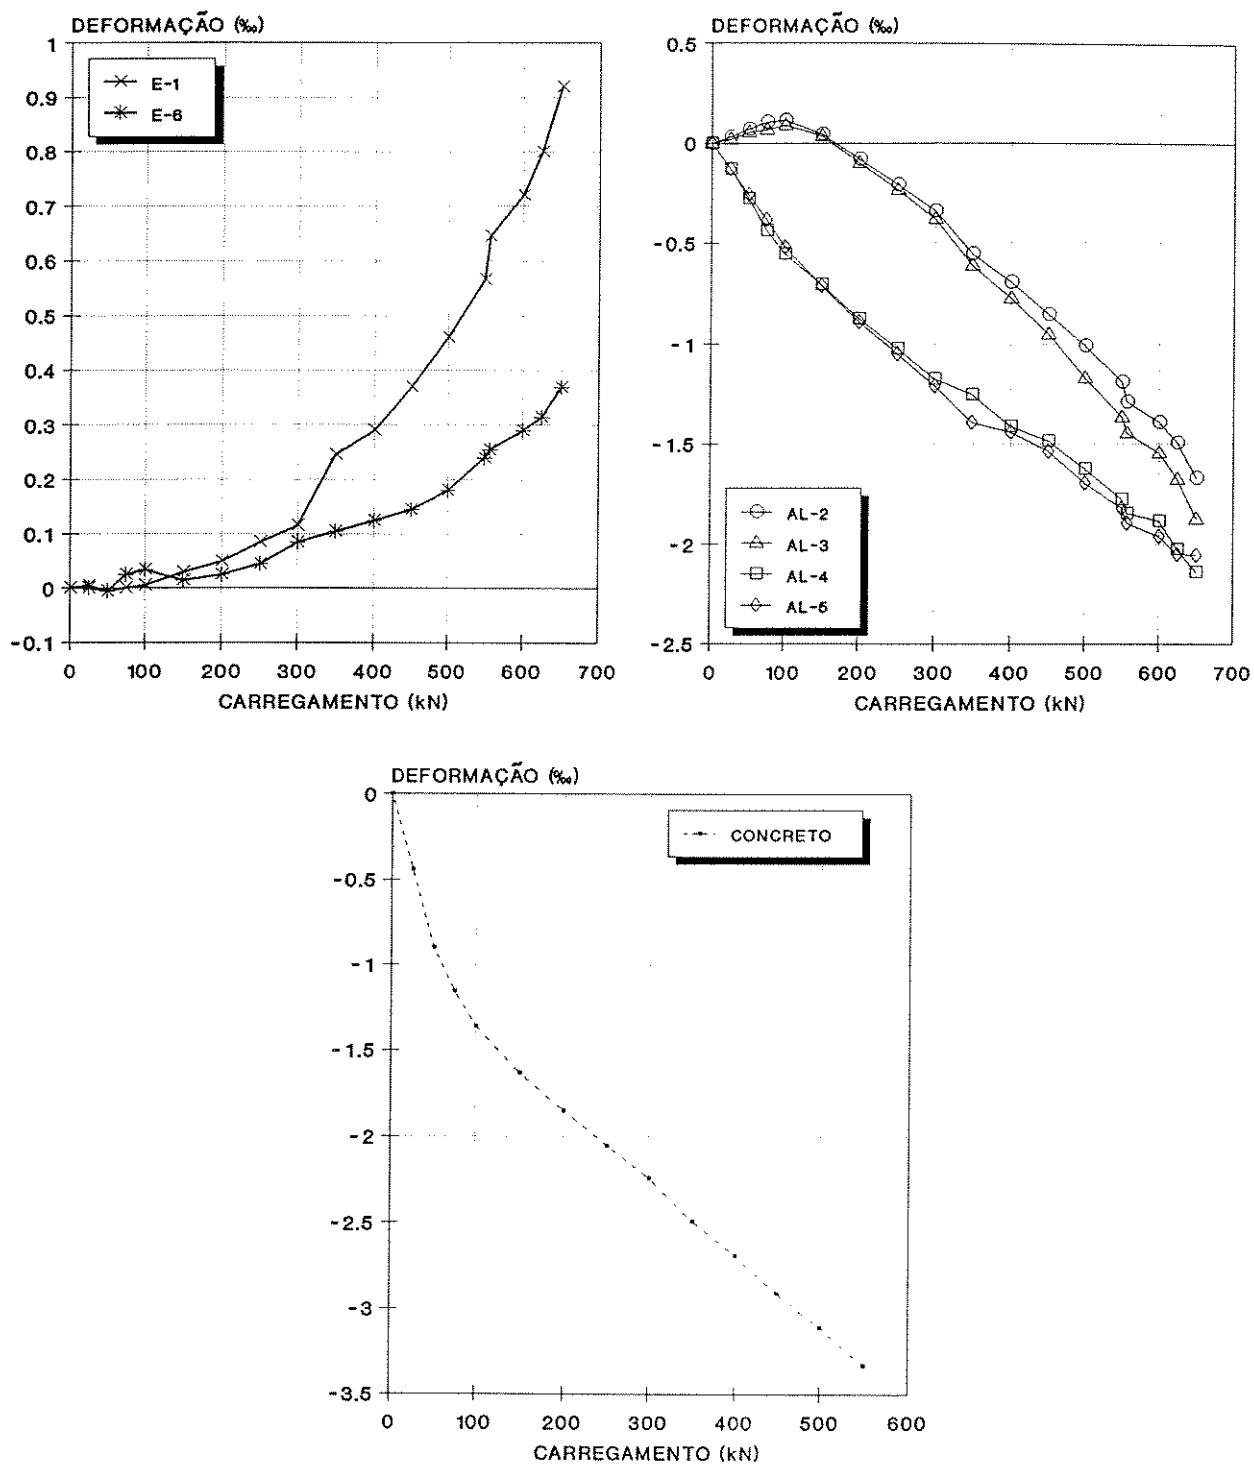 DEFORMAÇÃO (‰)
1
0.9
0.8
0.7
0.6
0.5
0.4
0.3
0.2
0.1
0
-0.1
E-1
E-6
0 100 200 300 400 500 600 700
CARREGAMENTO (kN)
DEFORMAÇÃO (‰)
0.5
0
-0.5
-1
-1.5
-2
-2.5
AL-2
AL-3
AL-4
AL-5
0 100 200 300 400 500 600 700
CARREGAMENTO (kN)
DEFORMAÇÃO (‰)
0
-0.5
-1
-1.5
-2
-2.5
-3
-3.5
CONCRETO
0 100 200 300 400 500 600
CARREGAMENTO (kN)